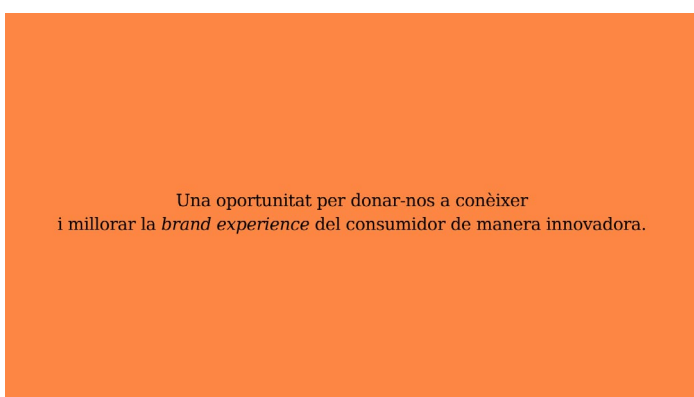 Una oportunitat per donar-nos a conèixer
i millorar la brand experience del consumidor de manera innovadora.